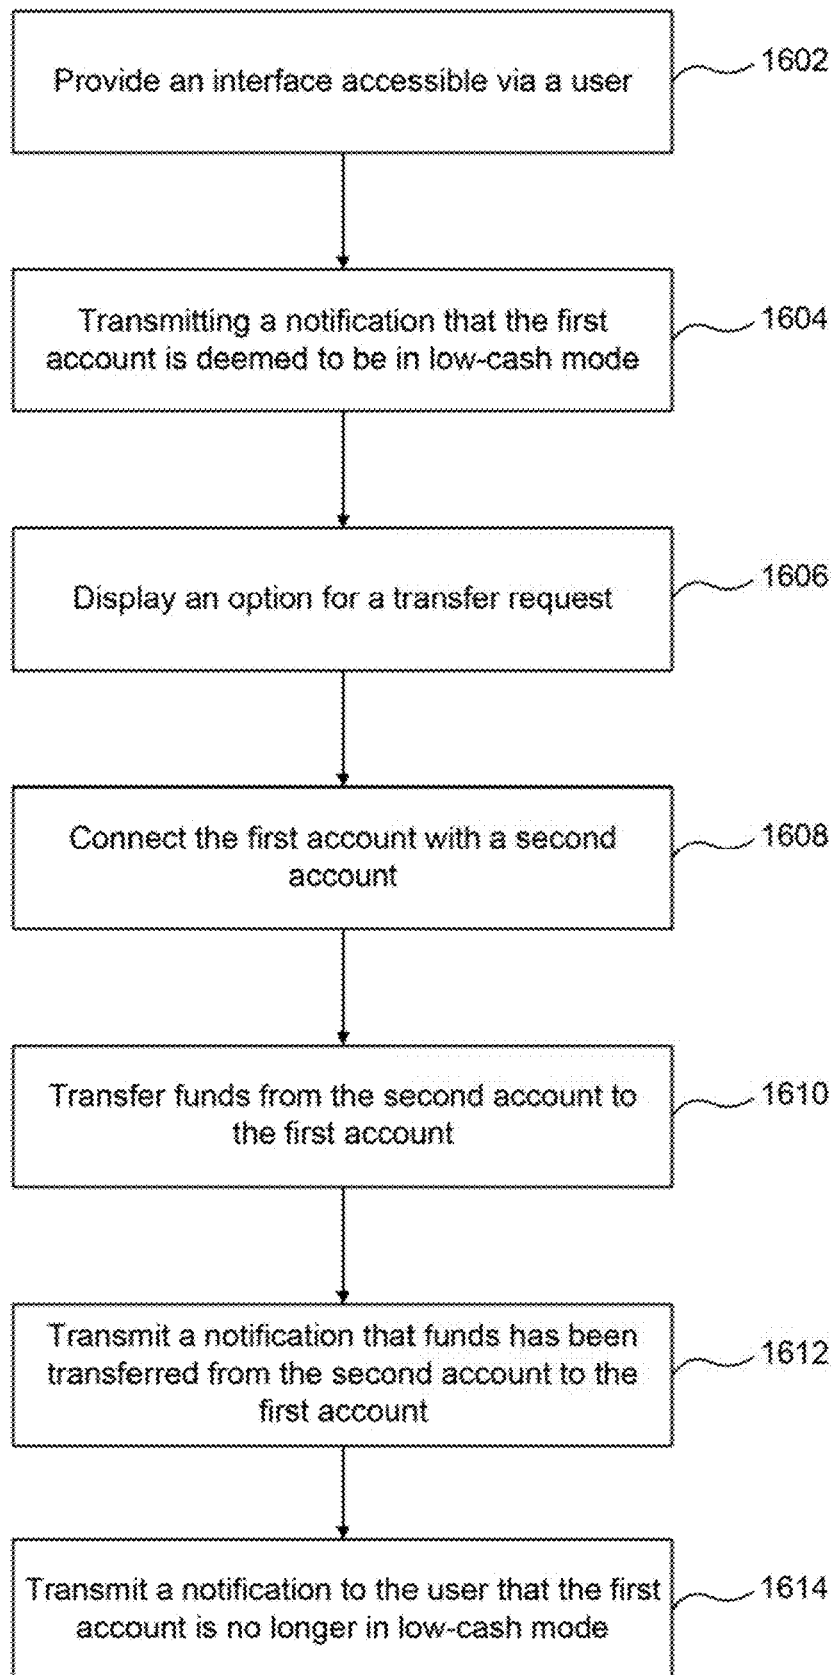 Provide an interface accessible via a user
1602
Transmitting a notification that the first
account is deemed to be in low-cash mode
1604
Display an option for a transfer request
1606
Connect the first account with a second
account
1608
Transfer funds from the second account to
the first account
1610
Transmit a notification that funds has been
transferred from the second account to the
first account
1612
Transmit a notification to the user that the first
account is no longer in low-cash mode
1614